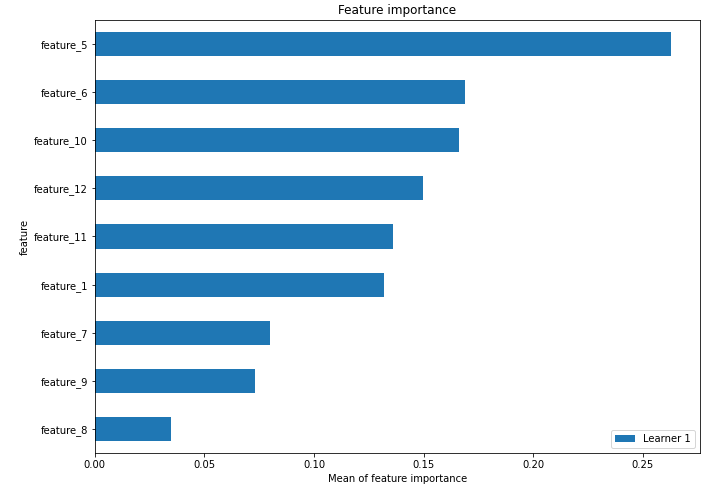 Feature importance
feature_5
feature_6
feature_10
feature_12
feature_11
feature_1
feature_7
feature_9
feature_8
feature
0.00 0.05 0.10 0.15 0.20 0.25
Mean of feature importance
Learner 1